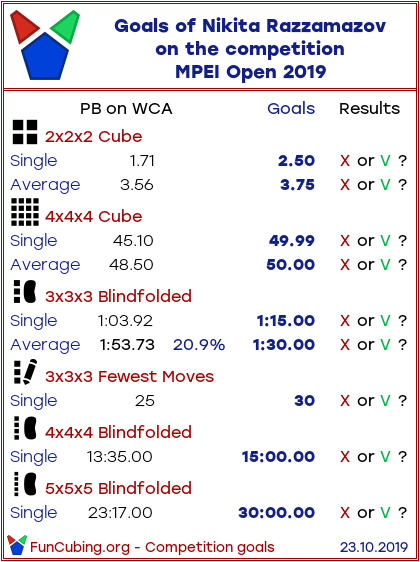 Goals of Nikita Razzamazov
on the competition
MPEI Open 2019
PB on WCA Goals Results
2x2x2 Cube
Single 1.71 2.50 X or V ?
Average 3.56 3.75 X or V ?
4x4x4 Cube
Single 45.10 49.99 X or V ?
Average 48.50 50.00 X or V ?
3x3x3 Blindfolded
Single 1:03.92 1:15.00 X or V ?
Average 1:53.73 20.9% 1:30.00 X or V ?
3x3x3 Fewest Moves
Single 25 30 X or V ?
4x4x4 Blindfolded
Single 13:35.00 15:00.00 X or V ?
5x5x5 Blindfolded
Single 23:17.00 30:00.00 X or V ?
FunCubing.org - Competition goals 23.10.2019